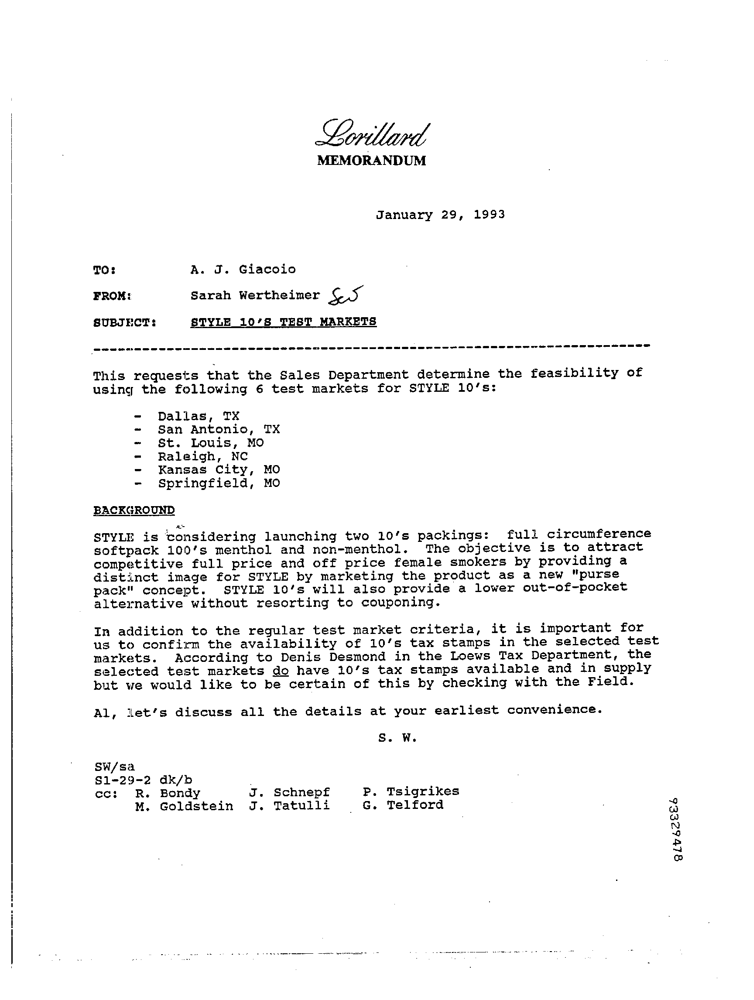 Lorillard
MEMORANDUM
January 29, 1993
TO: A. J. Giacoio
FROM: Sarah Wertheimer
SUBJECT: STYLE 10'S TEST MARKETS
This requests that the Sales Department determine the feasibility of
using the following 6 test markets for STYLE 10's:
- Dallas, TX
- San Antonio, TX
- St. Louis, MO
- Raleigh, NC
- Kansas City, MO
- Springfield, MO
BACKGROUND
STYLE is considering launching two 10's packings: full circumference
softpack 100's menthol and non-menthol. The objective is to attract
competitive full price and off price female smokers by providing a
distinct image for STYLE by marketing the product as a new "purse
pack" concept. STYLE 10's will also provide a lower out-of-pocket
alternative without resorting to couponing.
In addition to the regular test market criteria, it is important for
us to confirm the availability of 10's tax stamps in the selected test
markets. According to Denis Desmond in the Loews Tax Department, the
selected test markets do have 10's tax stamps available and in supply
but we would like to be certain of this by checking with the Field.
Al, let's discuss all the details at your earliest convenience.
S. W.
SW/sa
S1-29-2 dk/b
cc: R. Bondy J. Schnepf P. Tsigrikes
M. Goldstein J. Tatulli G. Telford
93329478